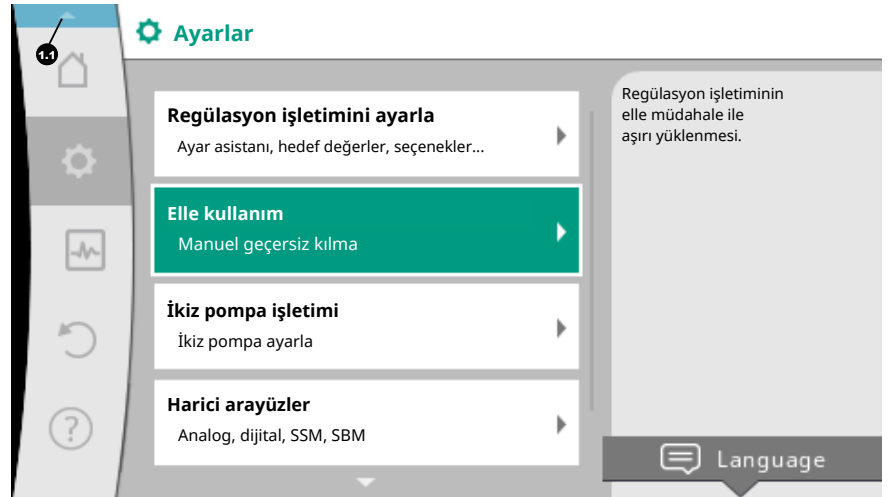 Ayarlar
1.1
Regülasyon işletimini ayarla
Ayar asistanı, hedef değerler, seçenekler...
Elle kullanım
Manuel geçersiz kılma
İkiz pompa işletimi
İkiz pompa ayarla
Harici arayüzler
Analog, dijital, SSM, SBM
Regülasyon işletiminin
elle müdahale ile
aşırı yüklenmesi.
?
Language